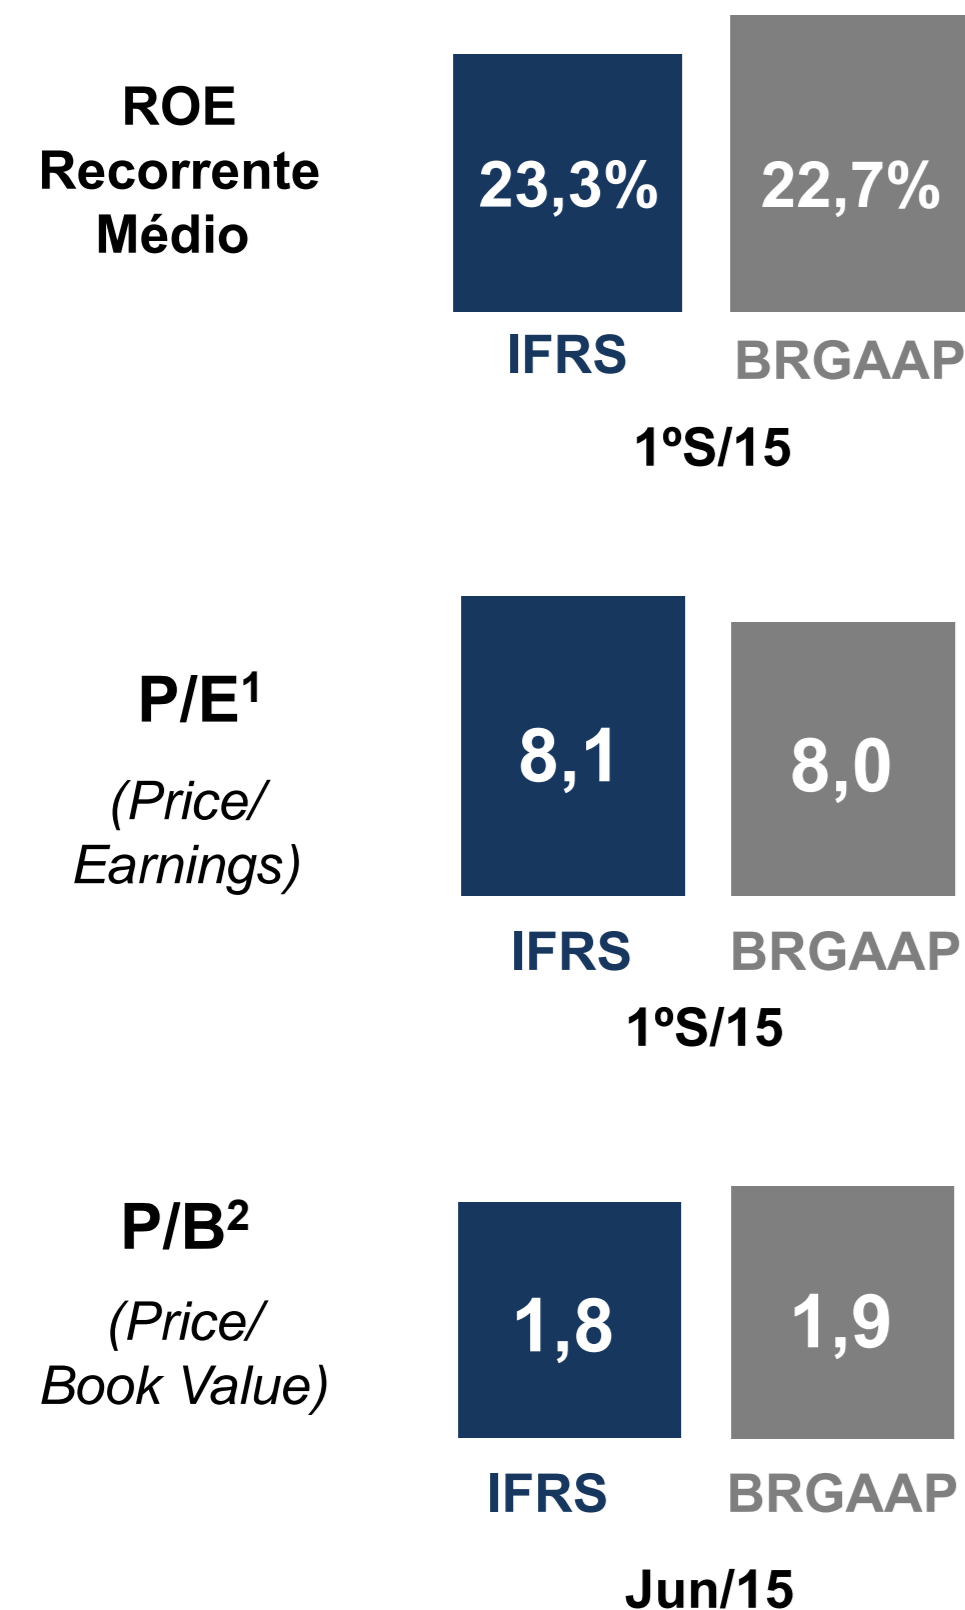 ROE
Recorrente
Médio
23,3%
22,7%
IFRS
BRGAAP
1ºS/15
P/E¹
(Price/
Earnings)
8,1
8,0
IFRS
BRGAAP
1ºS/15
P/B²
(Price/
Book Value)
1,8
1,9
IFRS
BRGAAP
Jun/15